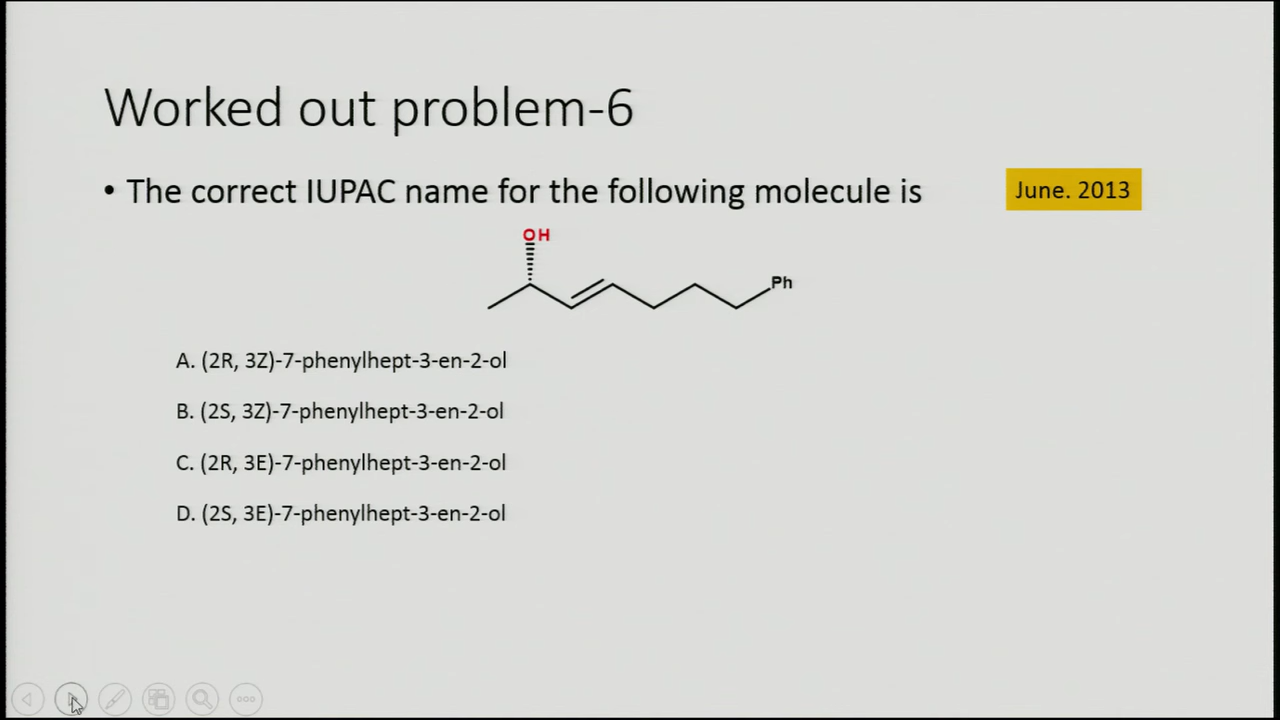 Worked out problem-6
• The correct IUPAC name for the following molecule is
June. 2013
OH
Ph
A. (2R, 3Z)-7-phenylhept-3-en-2-ol
B. (2S, 3Z)-7-phenylhept-3-en-2-ol
C. (2R, 3E)-7-phenylhept-3-en-2-ol
D. (2S, 3E)-7-phenylhept-3-en-2-ol